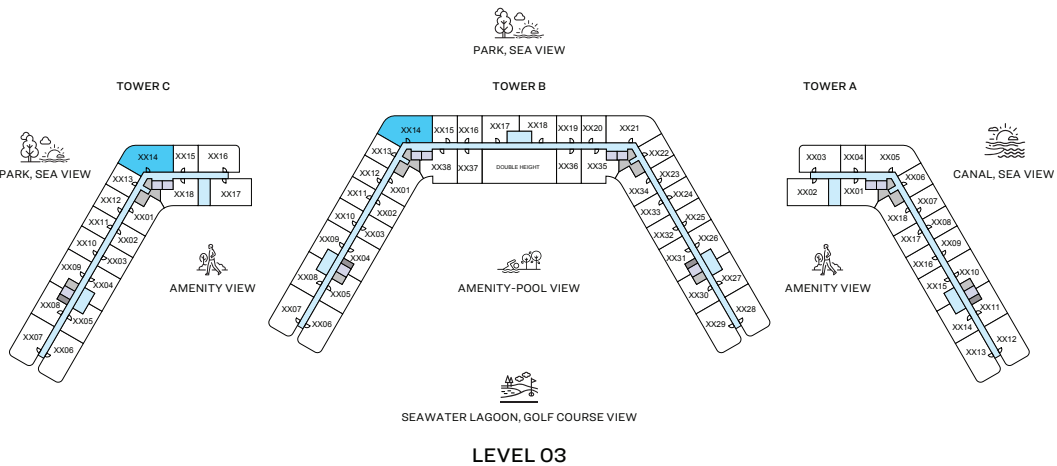 PARK, SEA VIEW
TOWER C
TOWER B
TOWER A
PARK, SEA VIEW
CANAL, SEA VIEW
XX14
XX15
XX16
XX13
XX12
XX11
XX10
XX09
XX08
XX07
XX06
XX05
XX04
XX03
XX02
XX01
XX18
XX17
XX14
XX15
XX16
XX17
XX18
XX19
XX20
XX21
XX13
XX12
XX11
XX10
XX09
XX08
XX07
XX06
XX05
XX04
XX03
XX02
XX01
XX38
XX37
DOUBLE HEIGHT
XX36
XX35
XX22
XX23
XX24
XX25
XX26
XX27
XX28
XX29
XX30
XX31
XX32
XX33
XX34
XX03
XX04
XX05
XX02
XX01
XX06
XX07
XX08
XX09
XX10
XX11
XX12
XX13
XX14
XX15
XX16
XX17
XX18
AMENITY VIEW
AMENITY-POOL VIEW
AMENITY VIEW
SEAWATER LAGOON, GOLF COURSE VIEW
LEVEL 03